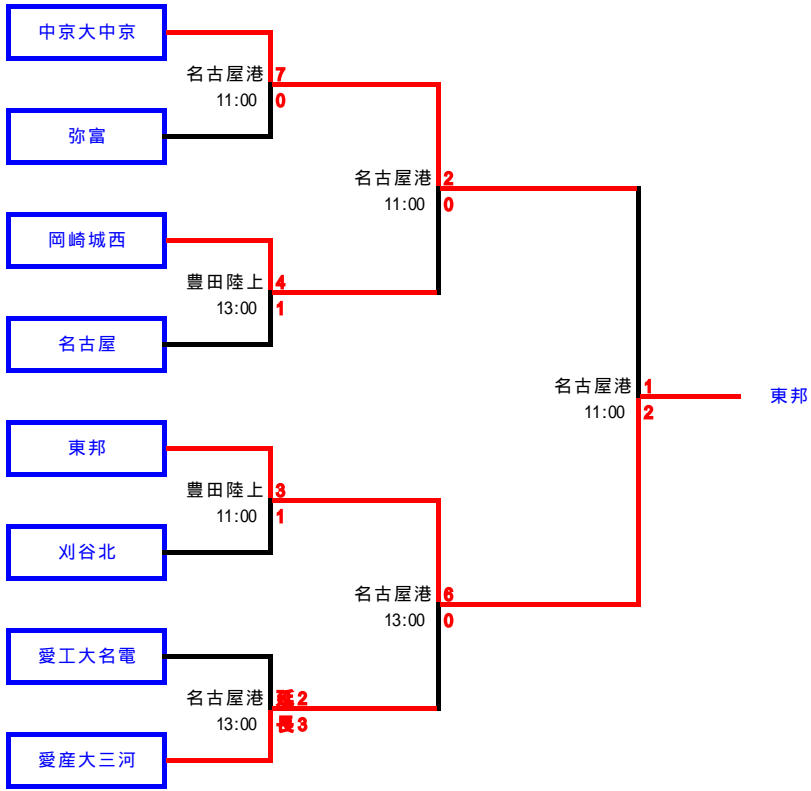 中京大中京
名古屋港 7
11:00 0
弥富
名古屋港 2
11:00 0
岡崎城西
豊田陸上 4
13:00 1
名古屋
名古屋港 1
11:00 2
東邦
東邦
豊田陸上 3
11:00 1
刈谷北
名古屋港 6
13:00 0
愛工大名電
名古屋港 延2
13:00 長3
愛産大三河